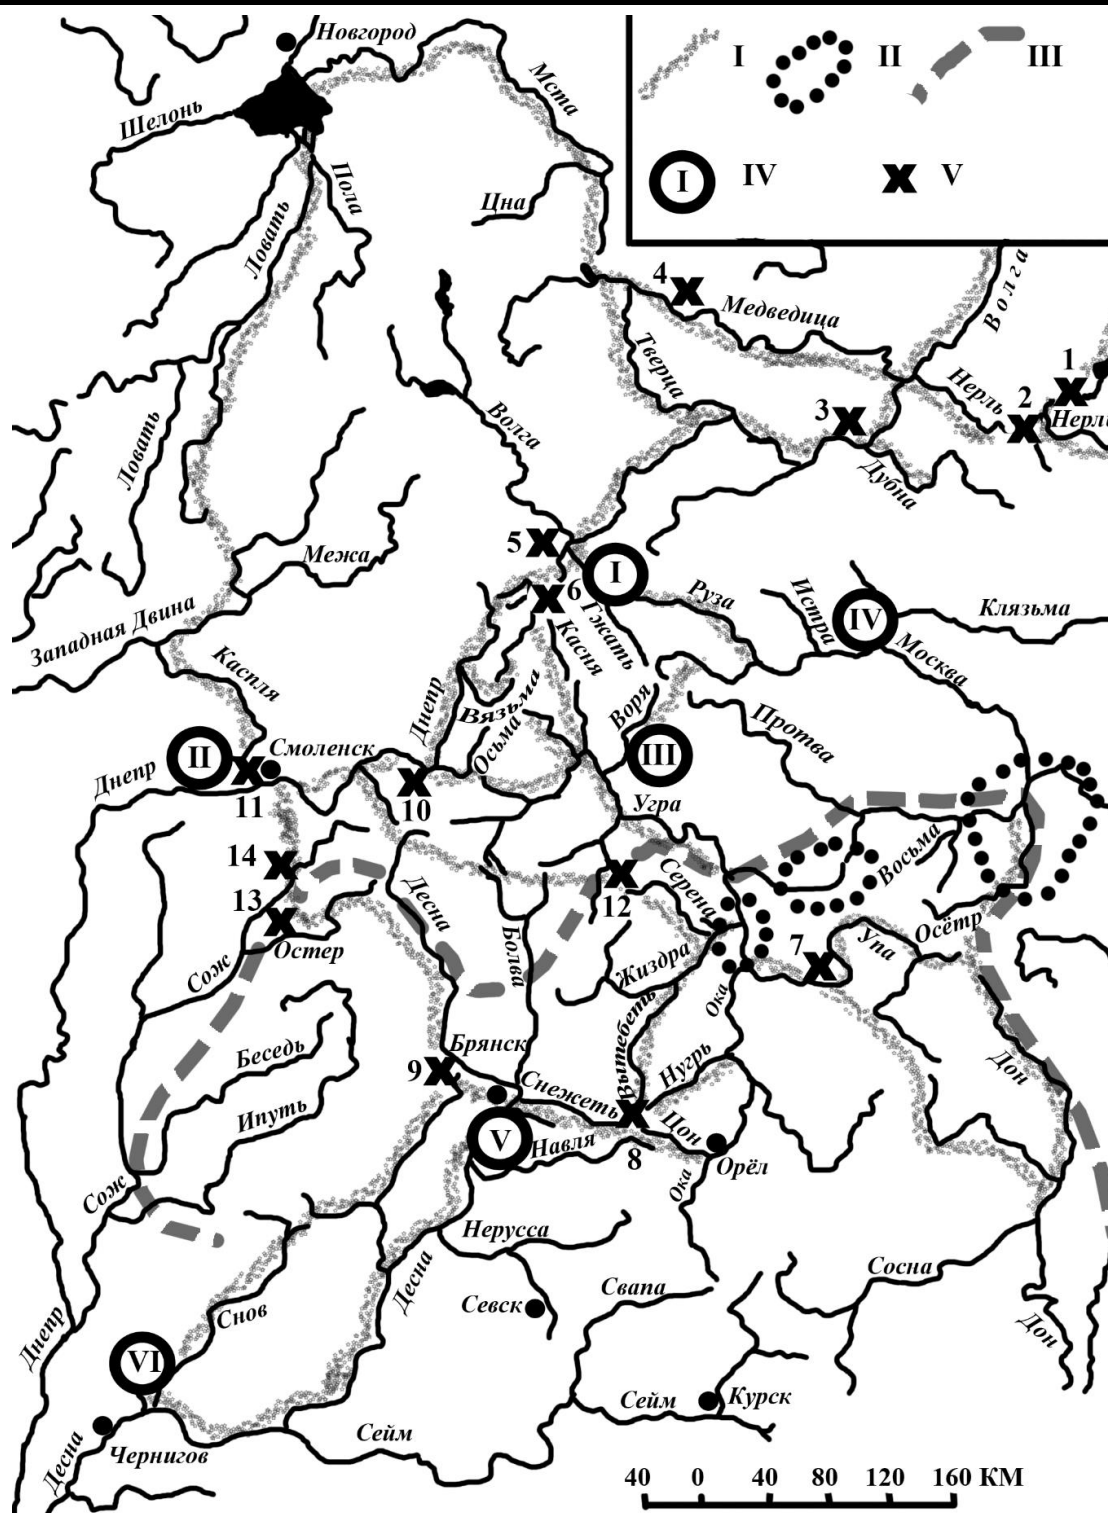 Новгород
I
II
III
Шелонь
Мста
I
IV
V
Пола
Цна
Ловать
4
Медведица
Волга
Тверца
1
Нерль
2
3
Нерль
Волга
Ловать
Дубна
5
Межа
I
6
Руза
Истра
IV
Клязьма
Западная Двина
Гжать
Касня
Москва
Каспля
Днепр
Вязьма
Воря
Протва
Осьма
II
Смоленск
III
Днепр
11
10
Угра
Восьма
14
Серена
13
Десна
12
Остер
Болва
7
Упа
Осётр
Сож
Жиздра
Ока
Вытебеть
Беседь
Брянск
Нугрь
Дон
9
Снежеть
Ипуть
V
Навля
Цон
8
Орёл
Сож
Ока
Нерусса
Десна
Сосна
Свапа
Севск
Снов
Днепр
Дон
VI
Сейм
Курск
Сейм
Чернигов
Десна
40 0 40 80 120 160 КМ